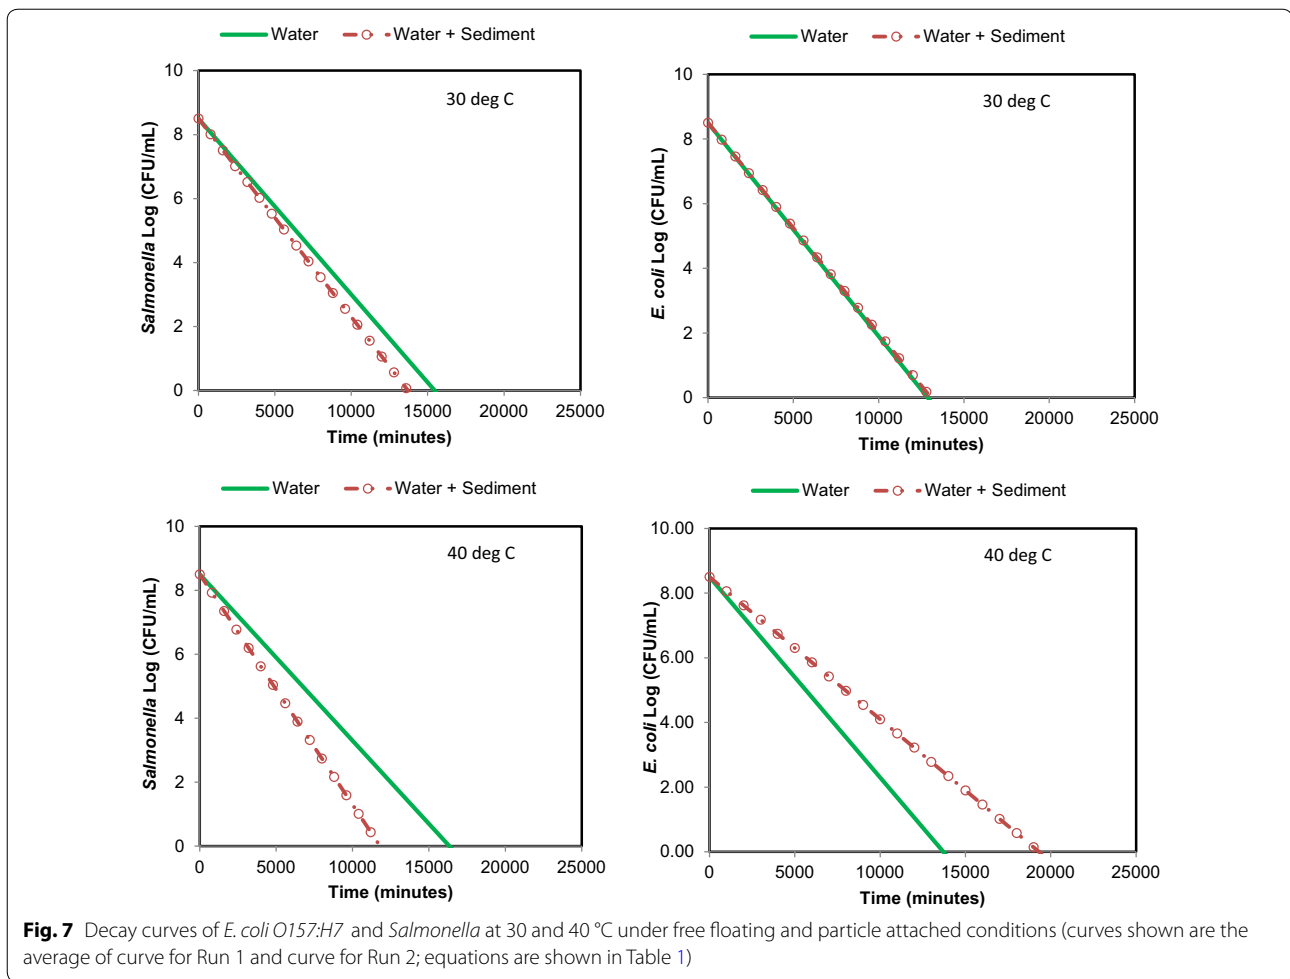 Water Water + Sediment
10
8
6
4
2
0
Salmonella Log (CFU/mL)
30 deg C
0 5000 10000 15000 20000 25000
Time (minutes)
Water Water + Sediment
10
8
6
4
2
0
E. coli Log (CFU/mL)
30 deg C
0 5000 10000 15000 20000 25000
Time (minutes)
Water Water + Sediment
10
8
6
4
2
0
Salmonella Log (CFU/mL)
40 deg C
0 5000 10000 15000 20000 25000
Time (minutes)
Water Water + Sediment
10.00
8.00
6.00
4.00
2.00
0.00
E. coli Log (CFU/mL)
40 deg C
0 5000 10000 15000 20000 25000
Time (minutes)
Fig. 7 Decay curves of E. coli O157:H7 and Salmonella at 30 and 40 °C under free floating and particle attached conditions (curves shown are the
average of curve for Run 1 and curve for Run 2; equations are shown in Table 1)